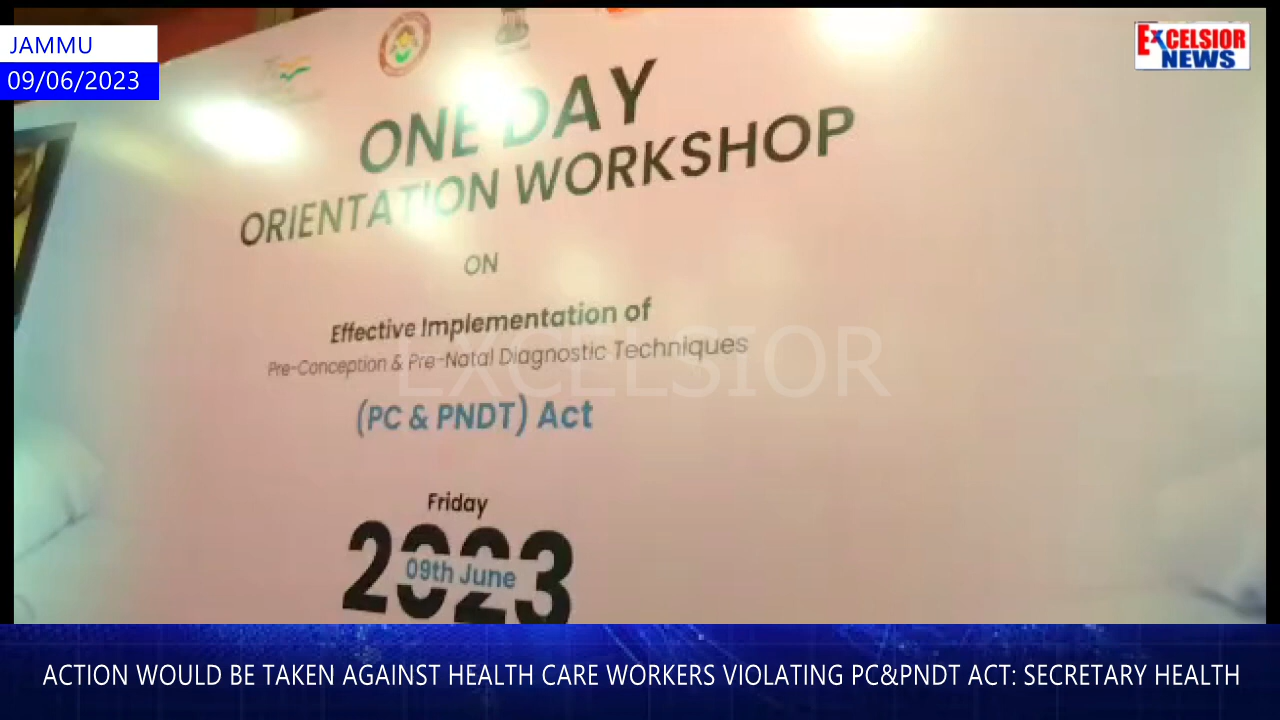 JAMMU
09/06/2023
EXCELSIOR
NEWS
ONE DAY
ORIENTATION WORKSHOP
ON
Effective Implementation of
Pre-Conception & Pre-Natal Diagnostic Techniques
EXCELSIOR
(PC & PNDT) Act
Friday
2023
09th June
ACTION WOULD BE TAKEN AGAINST HEALTH CARE WORKERS VIOLATING PC&PNDT ACT: SECRETARY HEALTH